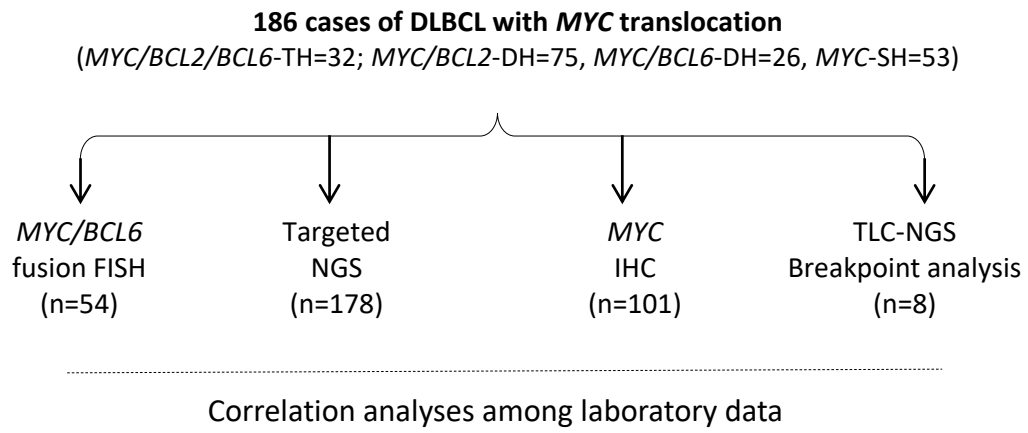 186 cases of DLBCL with MYC translocation
(MYC/BCL2/BCL6-TH=32; MYC/BCL2-DH=75, MYC/BCL6-DH=26, MYC-SH=53)
MYC/BCL6
fusion FISH
(n=54)
Targeted
NGS
(n=178)
MYC
IHC
(n=101)
TLC-NGS
Breakpoint analysis
(n=8)
Correlation analyses among laboratory data